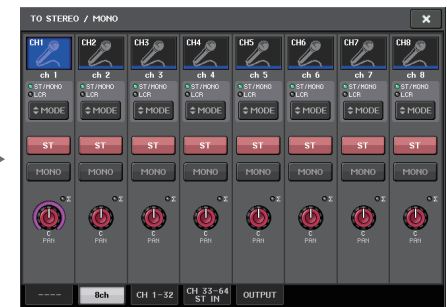 TO STEREO / MONO ×
CH1 CH2 CH3 CH4 CH5 CH6 CH7 CH8
ch 1 ch 2 ch 3 ch 4 ch 5 ch 6 ch 7 ch 8
ST/MONO ST/MONO ST/MONO ST/MONO ST/MONO ST/MONO ST/MONO ST/MONO
LCR LCR LCR LCR LCR LCR LCR LCR
MODE MODE MODE MODE MODE MODE MODE MODE
ST ST ST ST ST ST ST ST
MONO MONO MONO MONO MONO MONO MONO MONO
Σ Σ Σ Σ Σ Σ Σ Σ
C C C C C C C C
PAN PAN PAN PAN PAN PAN PAN PAN
---- 8ch CH 1-32 CH 33-64 OUTPUT
ST IN